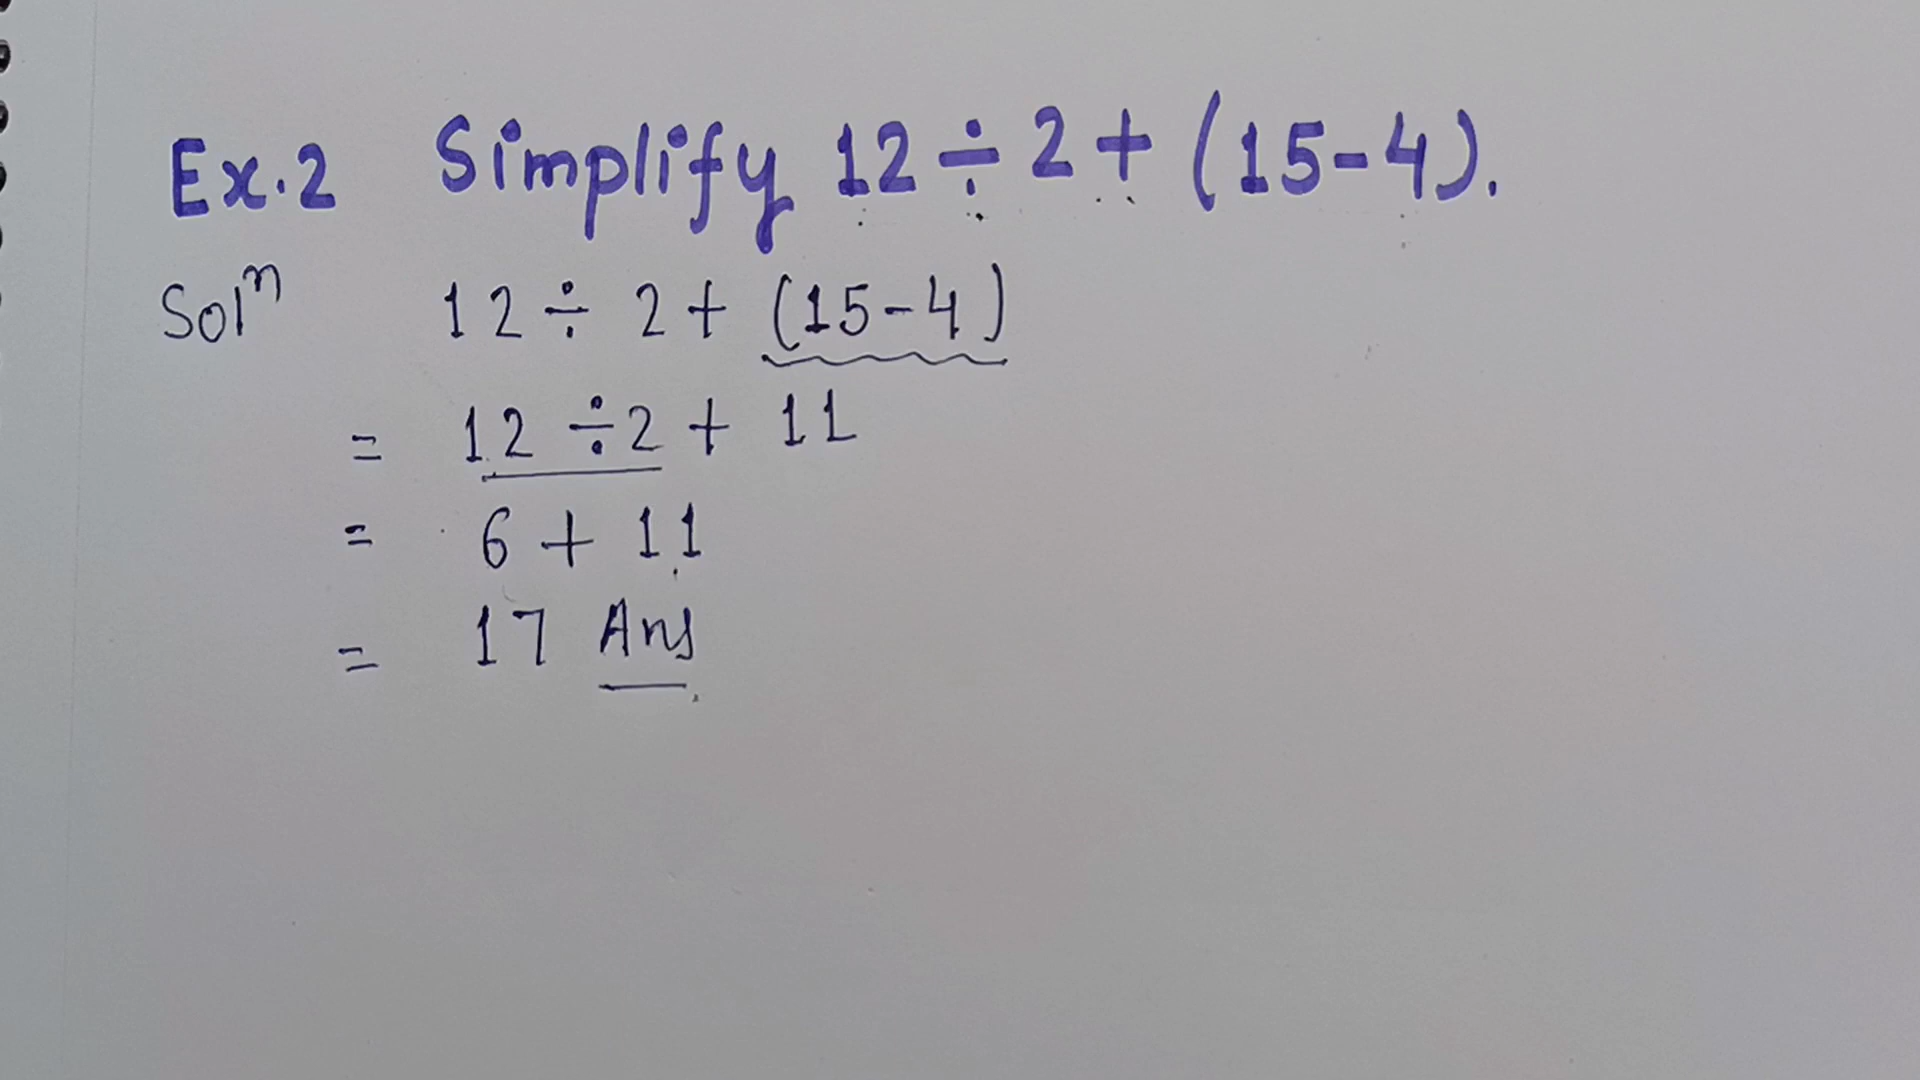 Ex.2 Simplify 12 ÷ 2 + (15-4).
Solⁿ 12 ÷ 2 + (15-4)
= 12 ÷ 2 + 11
= 6 + 11
= 17 Ans